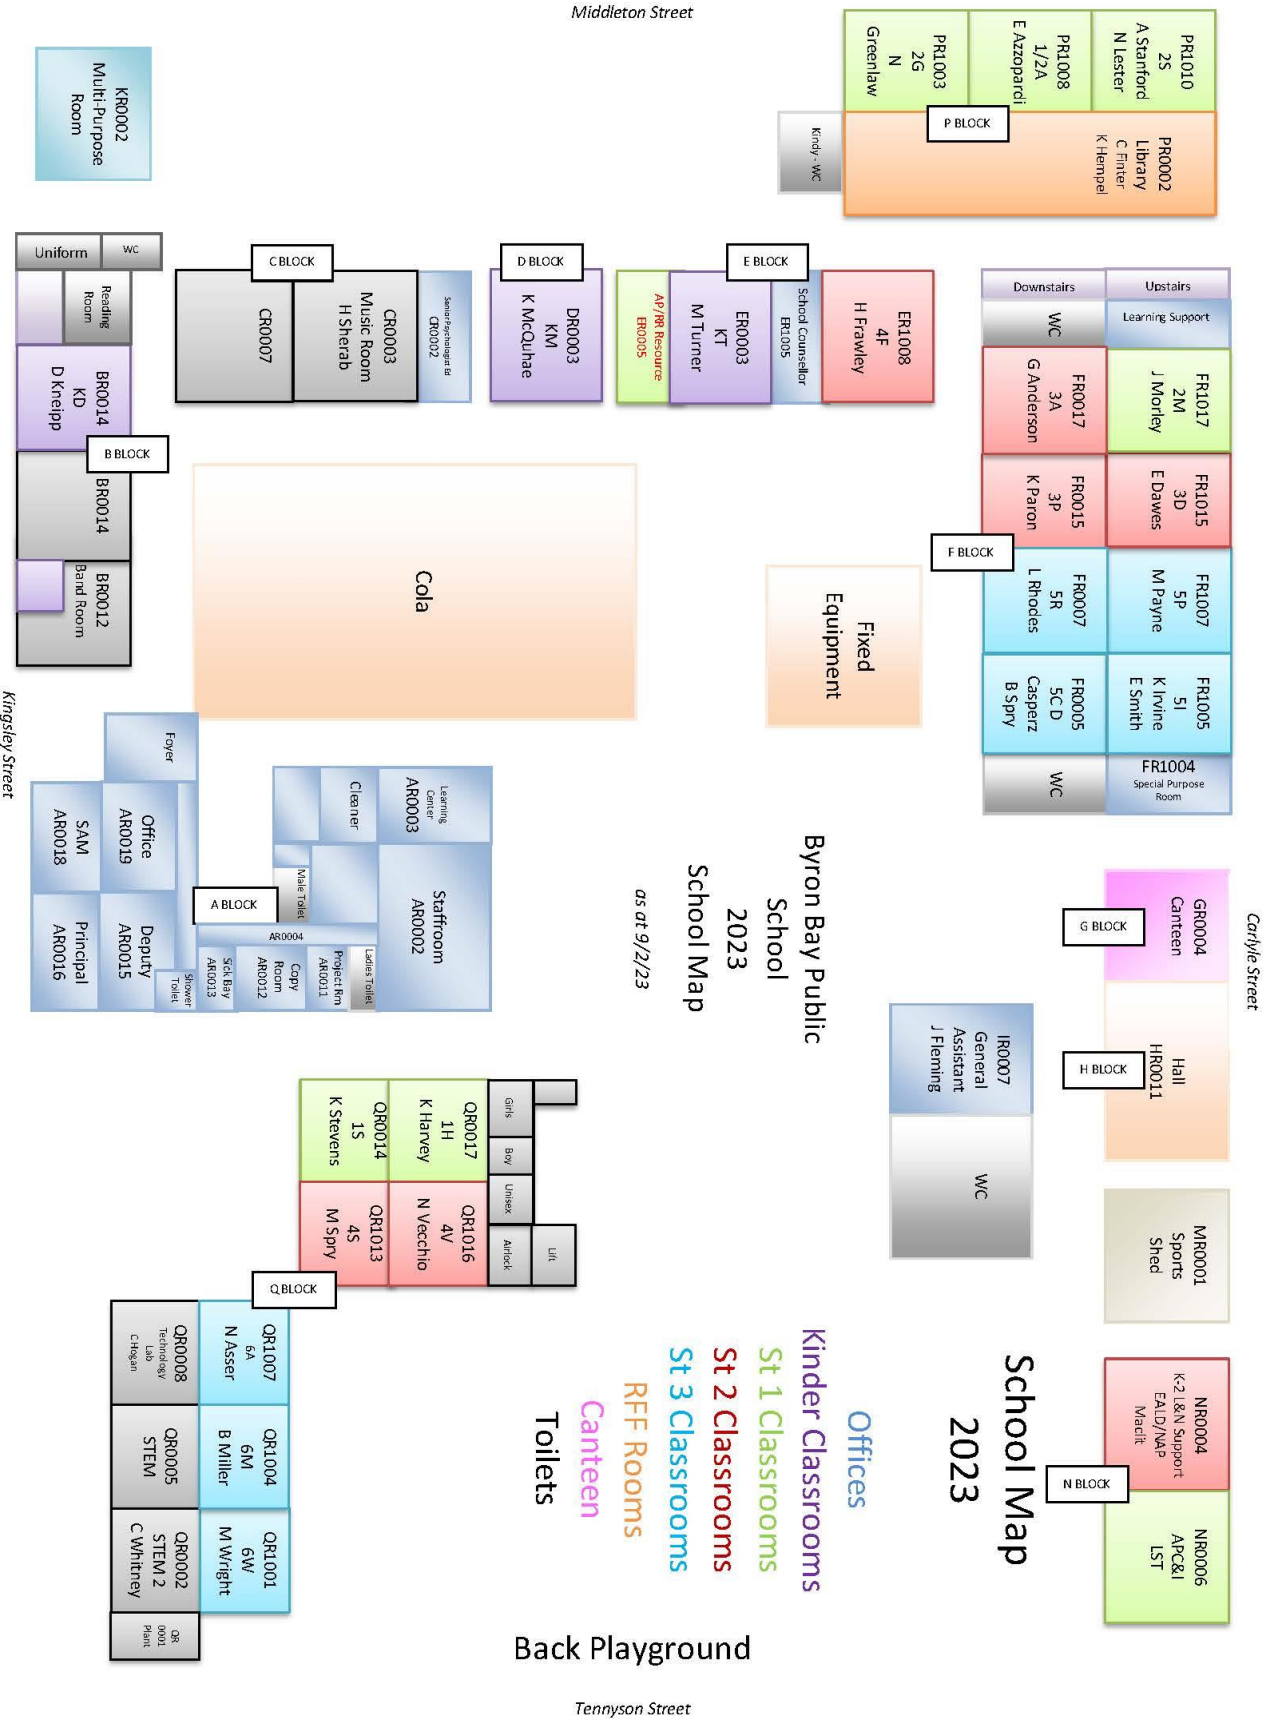 Middleton Street
KR0002
Multi-Purpose
Room
PR1003
2G
N
Greenlaw
PR1008
1/2A
E Azzopardi
PR1010
2S
A Stanford
N Lester
P BLOCK
Kindy - WC
PR0002
Library
C Finter
K Hempel
Uniform
WC
Reading
Room
BR0014
KD
D Kneipp
B BLOCK
BR0014
BR0012
Band Room
C BLOCK
CR0007
CR0003
Music Room
H Sherab
Senior Psychologist Ed
CR0002
D BLOCK
DR0003
KM
K McQuhae
E BLOCK
AP/RR Resource
ER0005
ER0003
KT
M Turner
School Counsellor
ER1005
ER1008
4F
H Frawley
Downstairs
Upstairs
WC
Learning Support
FR0017
3A
G Anderson
FR1017
2M
J Morley
FR0015
3P
K Paron
FR1015
3D
E Dawes
F BLOCK
FR0007
5R
L Rhodes
FR1007
5P
M Payne
FR0005
5C D
Casperz
B Spry
FR1005
5I
K Irvine
E Smith
WC
FR1004
Special Purpose
Room
Cola
Fixed
Equipment
Kingsley Street
Foyer
SAM
AR0018
Office
AR0019
Principal
AR0016
Deputy
AR0015
A BLOCK
Cleaner
Learning
Center
AR0003
Male Toilet
Staffroom
AR0002
AR0004
Shower
Toilet
Sick Bay
AR0013
Copy
Room
AR0012
Project Rm
AR0011
Ladies Toilet
Byron Bay Public
School
2023
School Map
as at 9/2/23
G BLOCK
GR0004
Canteen
Carlyle Street
H BLOCK
Hall
HR0011
IR0007
General
Assistant
J Fleming
WC
MR0001
Sports
Shed
QR0014
1S
K Stevens
QR0017
1H
K Harvey
Girls
Boy
Unisex
Airlock
Lift
QR1013
4S
M Spry
QR1016
4V
N Vecchio
Q BLOCK
QR0008
Technology
Lab
C Hogan
QR1007
6A
N Asser
QR0005
STEM
QR1004
6M
B Miller
QR0002
STEM 2
C Whitney
QR1001
6W
M Wright
QR
0001
Plant
School Map
2023
Offices
Kinder Classrooms
St 1 Classrooms
St 2 Classrooms
St 3 Classrooms
RFF Rooms
Canteen
Toilets
N BLOCK
NR0004
K-2 L&N Support
EALD/NAP
Maclit
NR0006
APC&I
LST
Back Playground
Tennyson Street